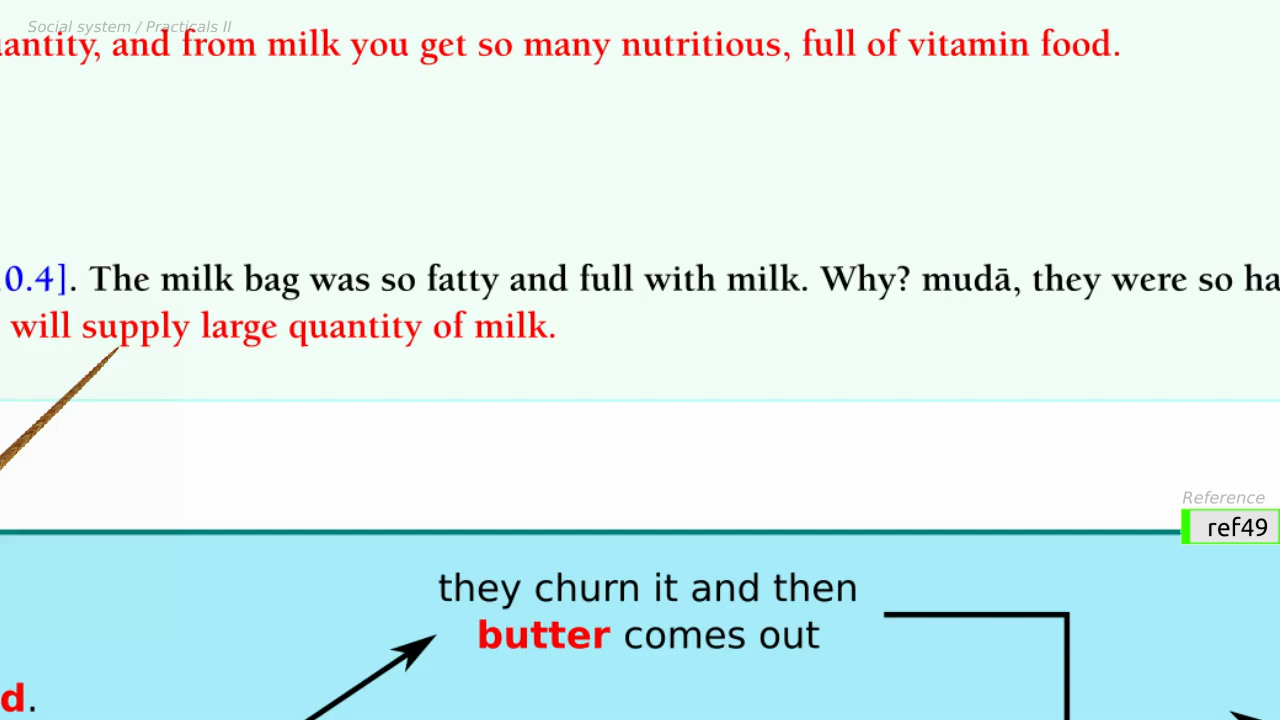 Social system / Practicals II
and from milk you get so many nutritious, full of vitamin food.
0.4]. The milk bag was so fatty and full with milk. Why? mudā, they were so
will supply large quantity of milk.
Reference
ref49
they churn it and then
butter comes out
d.